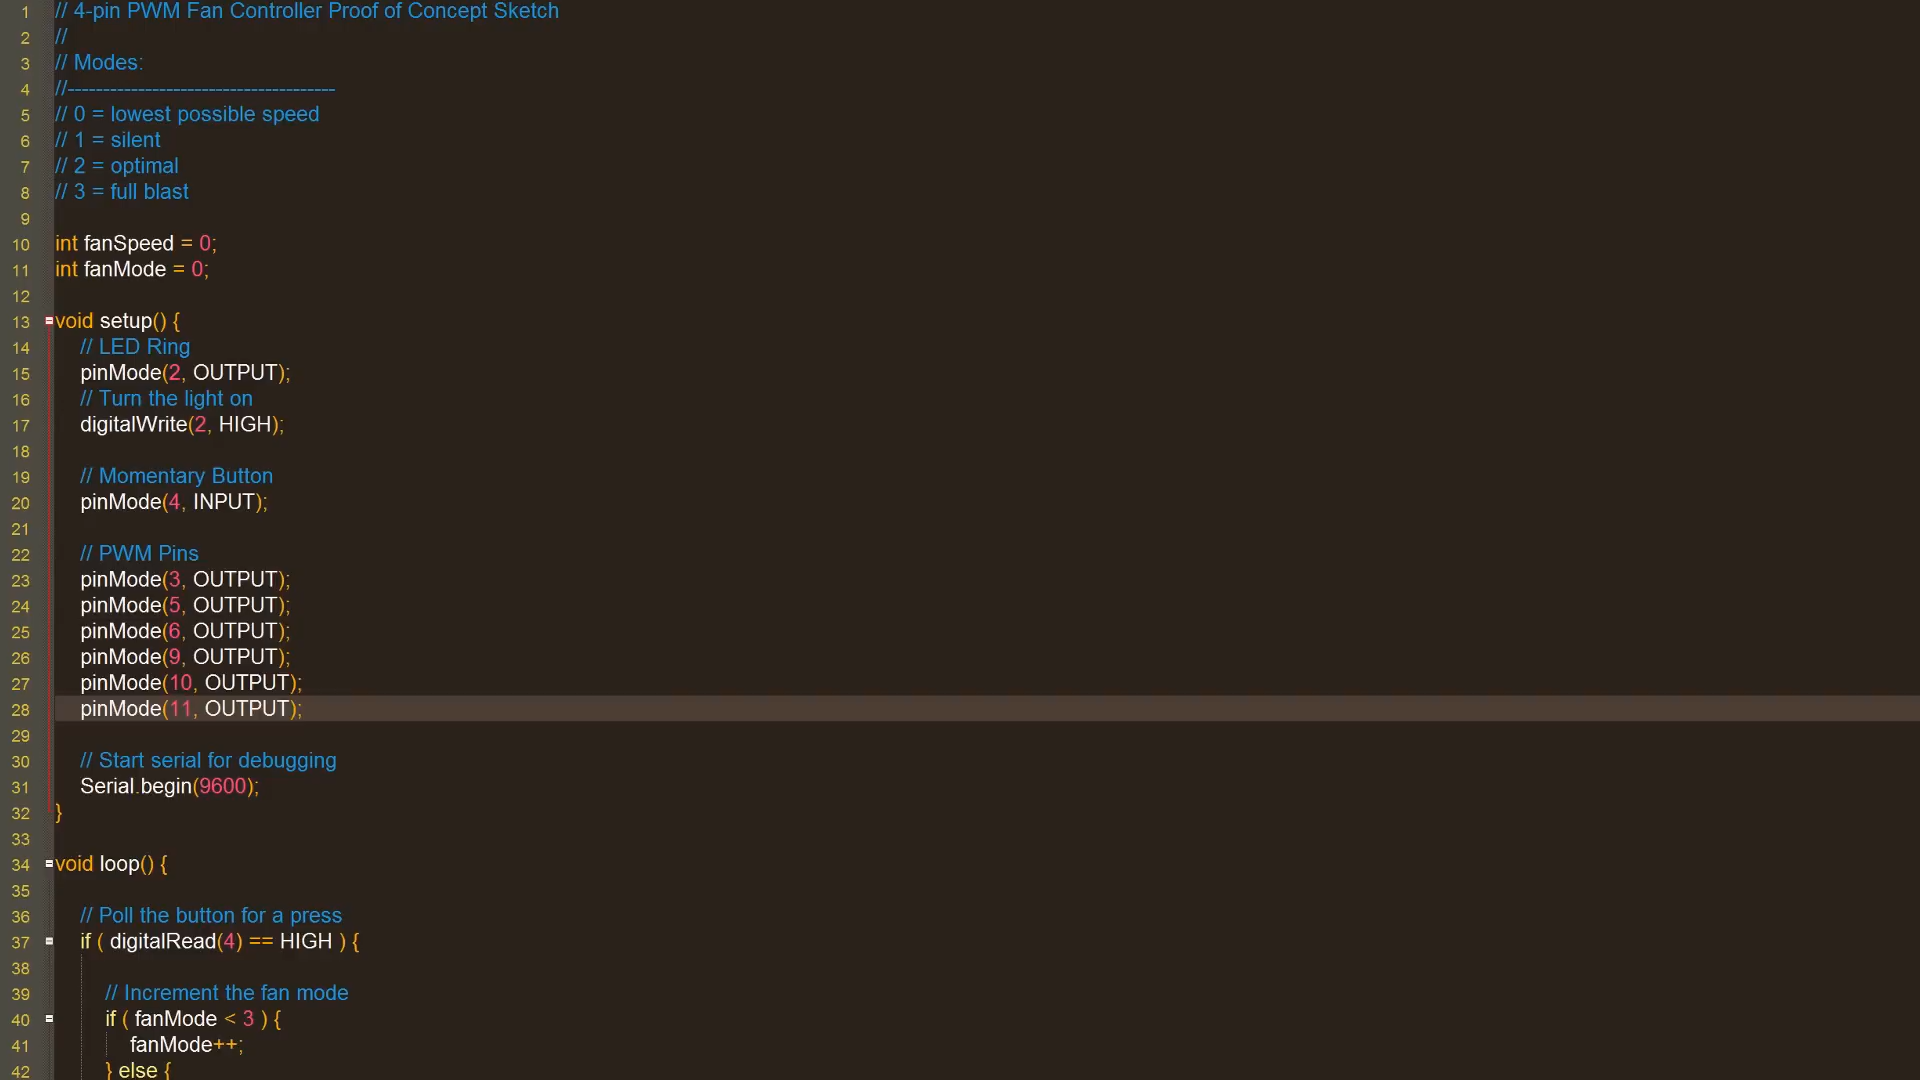 1 // 4-pin PWM Fan Controller Proof of Concept Sketch
2 //
3 // Modes:
4 //--------------------------------------
5 // 0 = lowest possible speed
6 // 1 = silent
7 // 2 = optimal
8 // 3 = full blast
9
10 int fanSpeed = 0;
11 int fanMode = 0;
12
13 void setup() {
14 // LED Ring
15 pinMode(2, OUTPUT);
16 // Turn the light on
17 digitalWrite(2, HIGH);
18
19 // Momentary Button
20 pinMode(4, INPUT);
21
22 // PWM Pins
23 pinMode(3, OUTPUT);
24 pinMode(5, OUTPUT);
25 pinMode(6, OUTPUT);
26 pinMode(9, OUTPUT);
27 pinMode(10, OUTPUT);
28 pinMode(11, OUTPUT);
29
30 // Start serial for debugging
31 Serial.begin(9600);
32 }
33
34 void loop() {
35
36 // Poll the button for a press
37 if ( digitalRead(4) == HIGH ) {
38
39 // Increment the fan mode
40 if ( fanMode < 3 ) {
41 fanMode++;
42 } else {